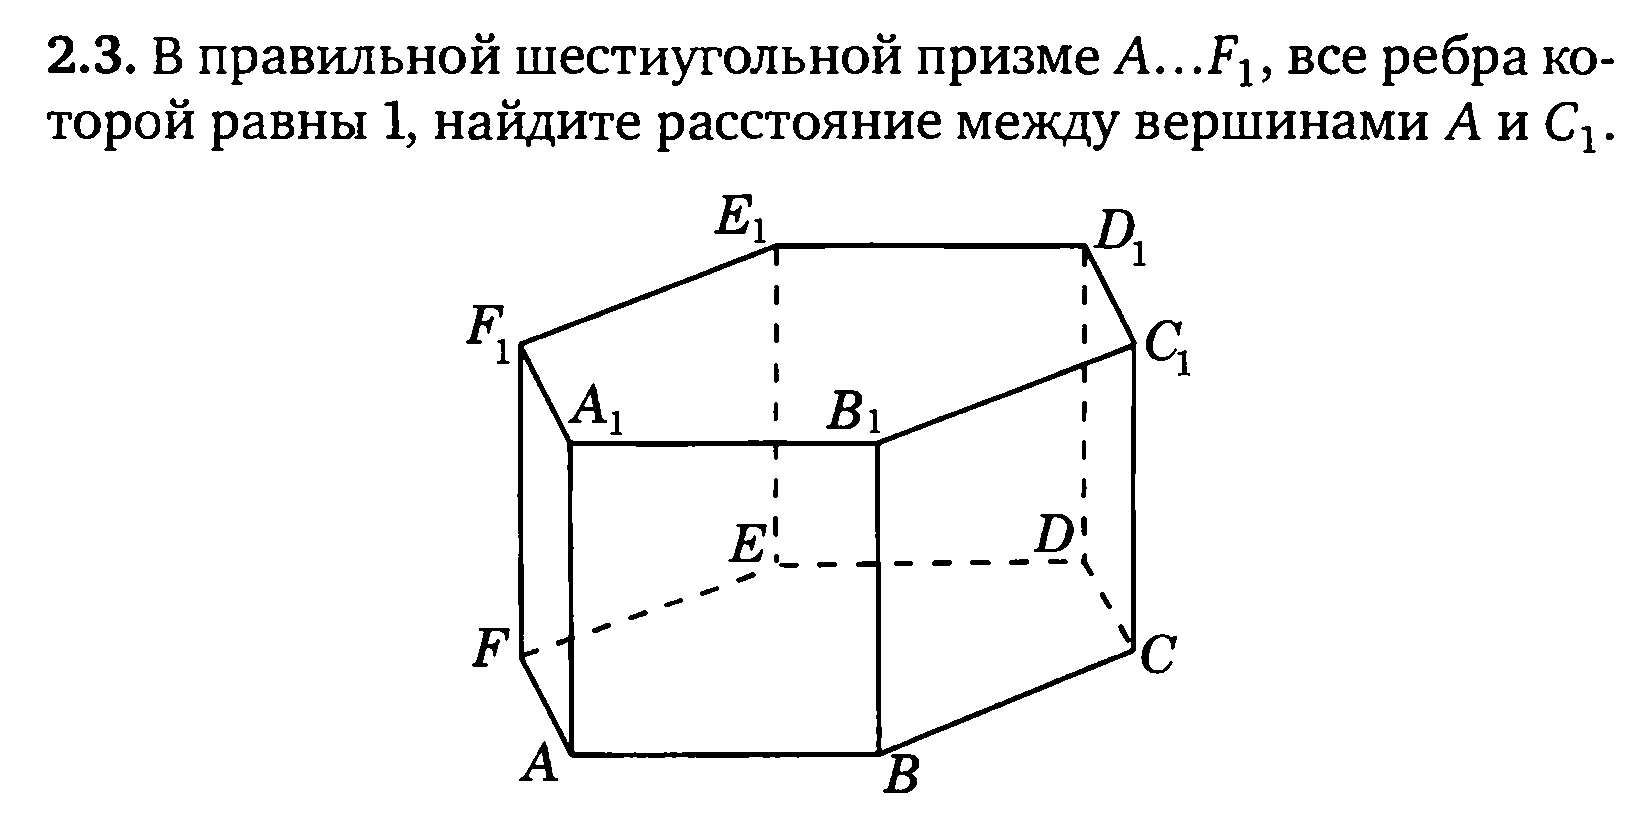 2.3. В правильной шестиугольной призме A...F₁, все ребра ко-
торой равны 1, найдите расстояние между вершинами A и C₁.
E₁
D₁
F₁
C₁
A₁
B₁
E
D
F
C
A
B